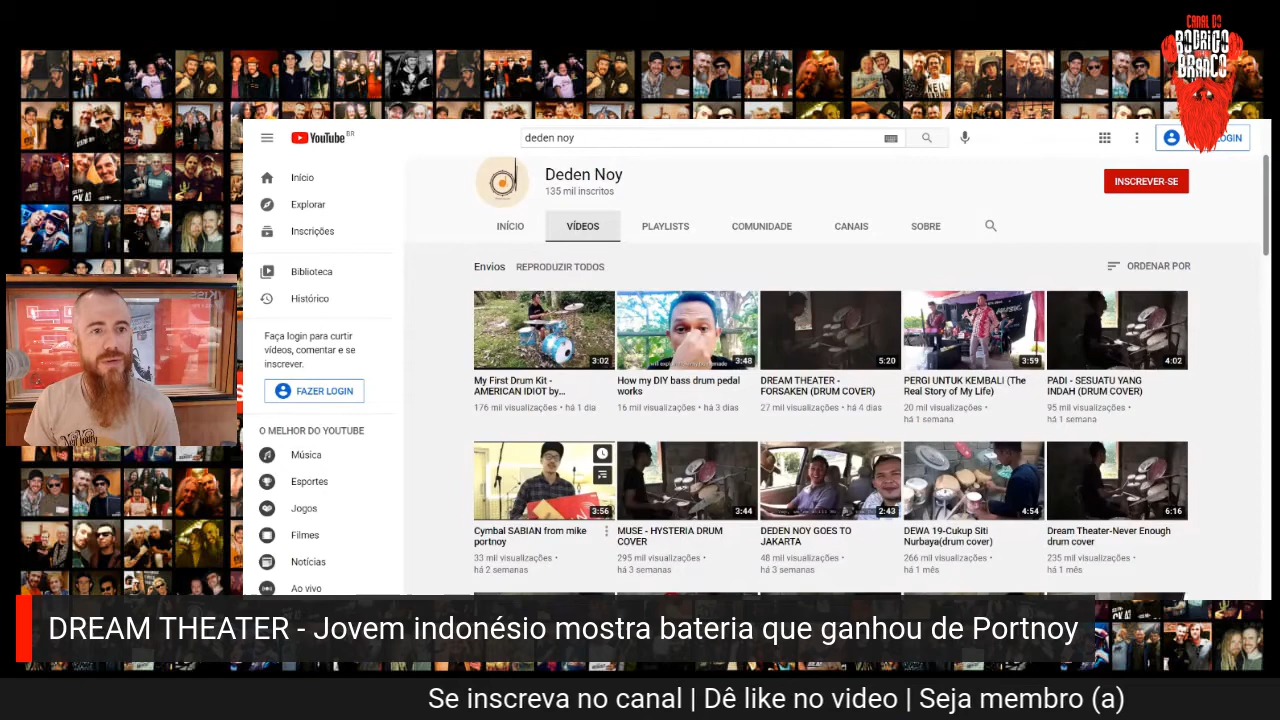 CANAL DO
RODRIGO
BRANCO
YouTube BR
deden noy
LOGIN
Início
Explorar
Inscrições
Biblioteca
Histórico
Faça login para curtir
vídeos, comentar e se
inscrever.
FAZER LOGIN
O MELHOR DO YOUTUBE
Música
Esportes
Jogos
Filmes
Notícias
Ao vivo
Deden Noy
135 mil inscritos
INSCREVER-SE
INÍCIO VÍDEOS PLAYLISTS COMUNIDADE CANAIS SOBRE
Envios REPRODUZIR TODOS ORDENAR POR
3:02
My First Drum Kit -
AMERICAN IDIOT by...
176 mil visualizações • há 1 dia
3:48
How my DIY bass drum pedal
works
16 mil visualizações • há 3 dias
5:20
DREAM THEATER -
FORSAKEN (DRUM COVER)
27 mil visualizações • há 4 dias
3:59
PERGI UNTUK KEMBALI (The
Real Story of My Life)
20 mil visualizações •
há 1 semana
4:02
PADI - SESUATU YANG
INDAH (DRUM COVER)
95 mil visualizações •
há 1 semana
3:56
Cymbal SABIAN from mike
portnoy
33 mil visualizações •
há 2 semanas
3:44
MUSE - HYSTERIA DRUM
COVER
295 mil visualizações •
há 3 semanas
2:43
DEDEN NOY GOES TO
JAKARTA
48 mil visualizações •
há 3 semanas
4:54
DEWA 19-Cukup Siti
Nurbaya(drum cover)
266 mil visualizações •
há 1 mês
6:16
Dream Theater-Never Enough
drum cover
235 mil visualizações •
há 1 mês
DREAM THEATER - Jovem indonésio mostra bateria que ganhou de Portnoy
Se inscreva no canal | Dê like no video | Seja membro (a)